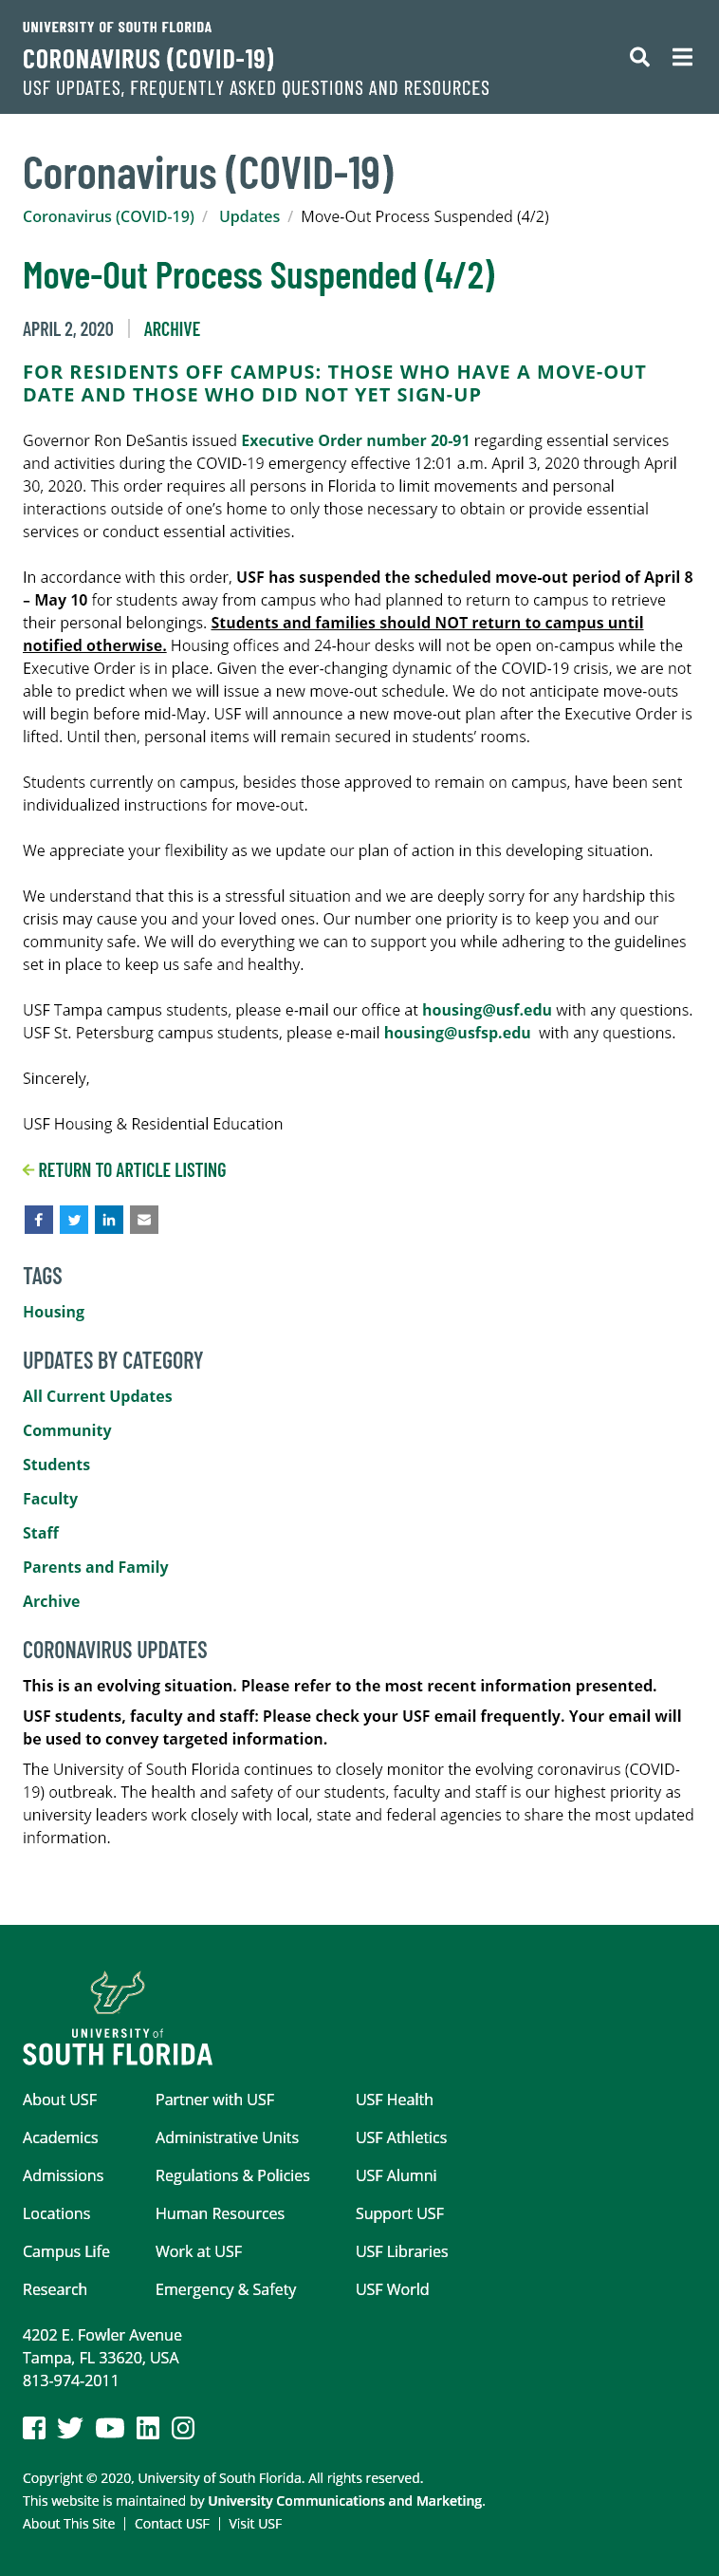 UNIVERSITY OF SOUTH FLORIDA
CORONAVIRUS (COVID-19)
USF UPDATES, FREQUENTLY ASKED QUESTIONS AND RESOURCES
Coronavirus (COVID-19)
Coronavirus (COVID-19) / Updates / Move-Out Process Suspended (4/2)
Move-Out Process Suspended (4/2)
APRIL 2, 2020 | ARCHIVE
FOR RESIDENTS OFF CAMPUS: THOSE WHO HAVE A MOVE-OUT
DATE AND THOSE WHO DID NOT YET SIGN-UP
Governor Ron DeSantis issued Executive Order number 20-91 regarding essential services
and activities during the COVID-19 emergency effective 12:01 a.m. April 3, 2020 through April
30, 2020. This order requires all persons in Florida to limit movements and personal
interactions outside of one’s home to only those necessary to obtain or provide essential
services or conduct essential activities.
In accordance with this order, USF has suspended the scheduled move-out period of April 8
– May 10 for students away from campus who had planned to return to campus to retrieve
their personal belongings. Students and families should NOT return to campus until
notified otherwise. Housing offices and 24-hour desks will not be open on-campus while the
Executive Order is in place. Given the ever-changing dynamic of the COVID-19 crisis, we are not
able to predict when we will issue a new move-out schedule. We do not anticipate move-outs
will begin before mid-May. USF will announce a new move-out plan after the Executive Order is
lifted. Until then, personal items will remain secured in students’ rooms.
Students currently on campus, besides those approved to remain on campus, have been sent
individualized instructions for move-out.
We appreciate your flexibility as we update our plan of action in this developing situation.
We understand that this is a stressful situation and we are deeply sorry for any hardship this
crisis may cause you and your loved ones. Our number one priority is to keep you and our
community safe. We will do everything we can to support you while adhering to the guidelines
set in place to keep us safe and healthy.
USF Tampa campus students, please e-mail our office at housing@usf.edu with any questions.
USF St. Petersburg campus students, please e-mail housing@usfsp.edu with any questions.
Sincerely,
USF Housing & Residential Education
RETURN TO ARTICLE LISTING
TAGS
Housing
UPDATES BY CATEGORY
All Current Updates
Community
Students
Faculty
Staff
Parents and Family
Archive
CORONAVIRUS UPDATES
This is an evolving situation. Please refer to the most recent information presented.
USF students, faculty and staff: Please check your USF email frequently. Your email will
be used to convey targeted information.
The University of South Florida continues to closely monitor the evolving coronavirus (COVID-
19) outbreak. The health and safety of our students, faculty and staff is our highest priority as
university leaders work closely with local, state and federal agencies to share the most updated
information.
UNIVERSITY of
SOUTH FLORIDA
About USF Partner with USF USF Health
Academics Administrative Units USF Athletics
Admissions Regulations & Policies USF Alumni
Locations Human Resources Support USF
Campus Life Work at USF USF Libraries
Research Emergency & Safety USF World
4202 E. Fowler Avenue
Tampa, FL 33620, USA
813-974-2011
Copyright © 2020, University of South Florida. All rights reserved.
This website is maintained by University Communications and Marketing.
About This Site | Contact USF | Visit USF